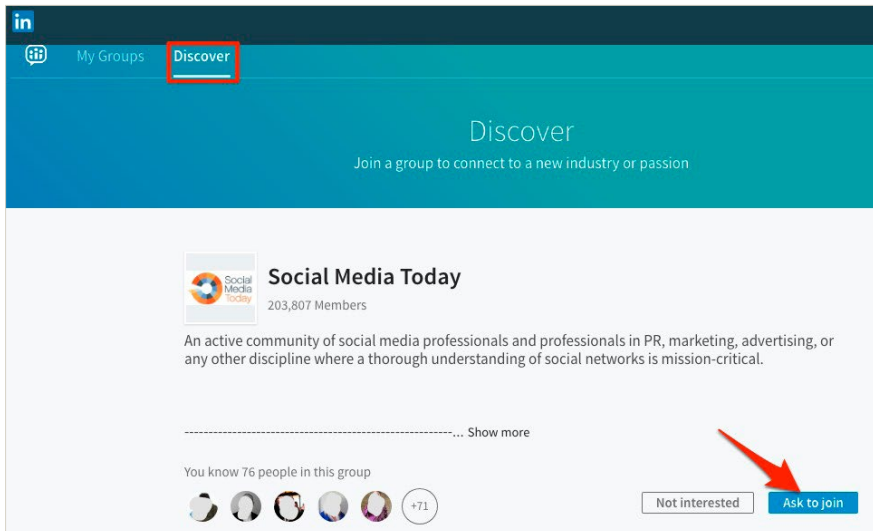 in
My Groups Discover
Discover
Join a group to connect to a new industry or passion
Social Media Today
Social
Media
Today
203,807 Members
An active community of social media professionals and professionals in PR, marketing, advertising, or
any other discipline where a thorough understanding of social networks is mission-critical.
--------------------------------------------------------... Show more
You know 76 people in this group
+71
Not interested Ask to join